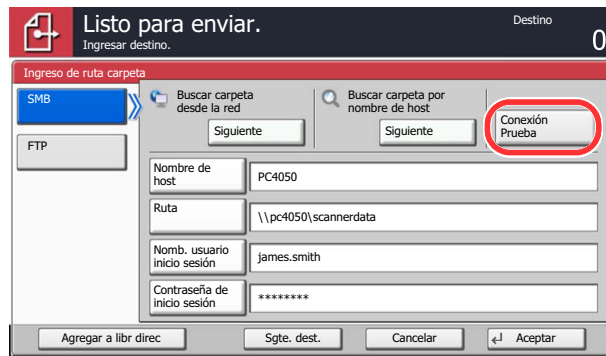 Listo para enviar.
Ingresar destino.
Destino
0
Ingreso de ruta carpeta
SMB
FTP
Buscar carpeta
desde la red
Siguiente
Buscar carpeta por
nombre de host
Siguiente
Conexión
Prueba
Nombre de
host
PC4050
Ruta
\\pc4050\scannerdata
Nomb. usuario
inicio sesión
james.smith
Contraseña de
inicio sesión
********
Agregar a libr direc
Sgte. dest.
Cancelar
Aceptar